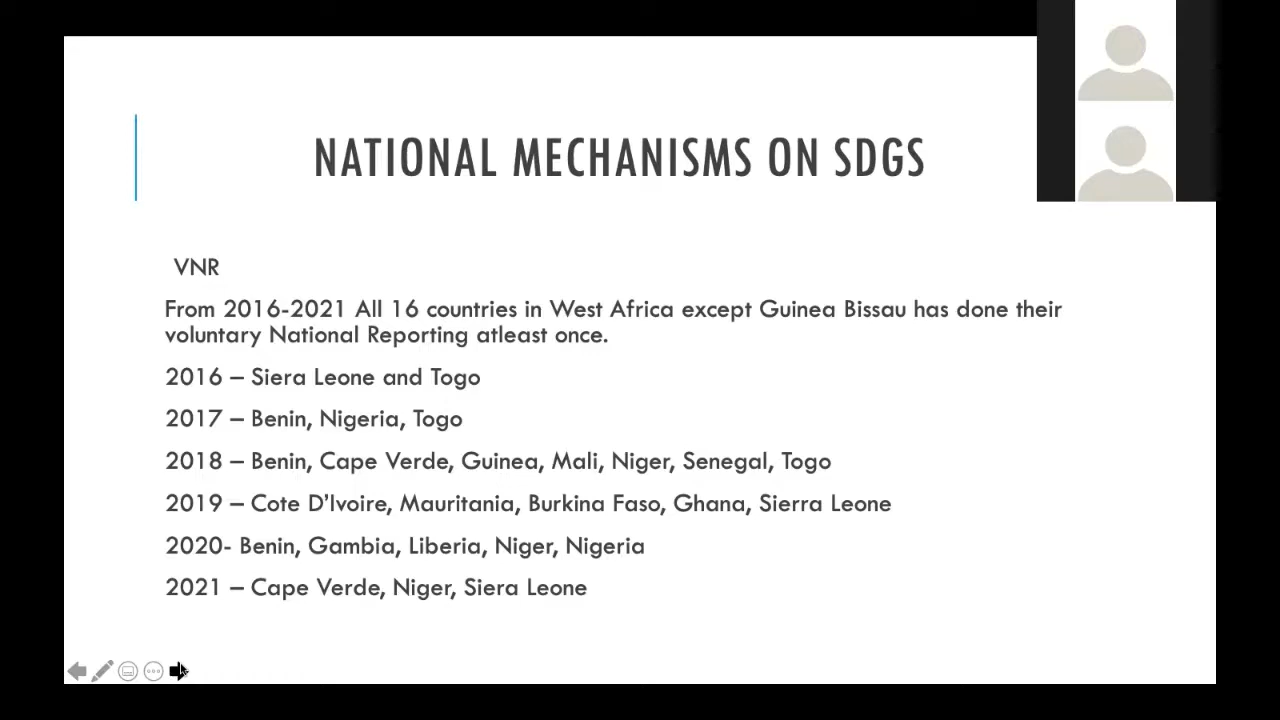 NATIONAL MECHANISMS ON SDGS
VNR
From 2016-2021 All 16 countries in West Africa except Guinea Bissau has done their
voluntary National Reporting atleast once.
2016 – Siera Leone and Togo
2017 – Benin, Nigeria, Togo
2018 – Benin, Cape Verde, Guinea, Mali, Niger, Senegal, Togo
2019 – Cote D’Ivoire, Mauritania, Burkina Faso, Ghana, Sierra Leone
2020- Benin, Gambia, Liberia, Niger, Nigeria
2021 – Cape Verde, Niger, Siera Leone